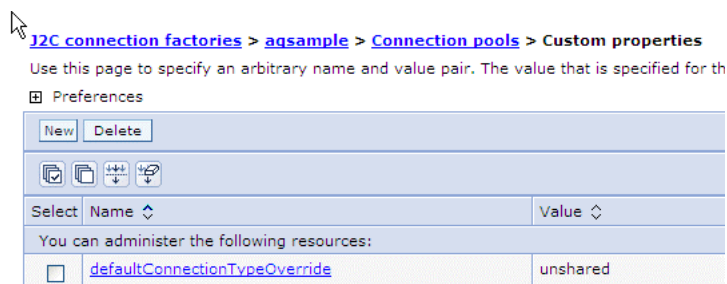 J2C connection factories > aqsample > Connection pools > Custom properties
Use this page to specify an arbitrary name and value pair. The value that is specified for th
Preferences
New Delete
Select Name Value
You can administer the following resources:
defaultConnectionTypeOverride unshared